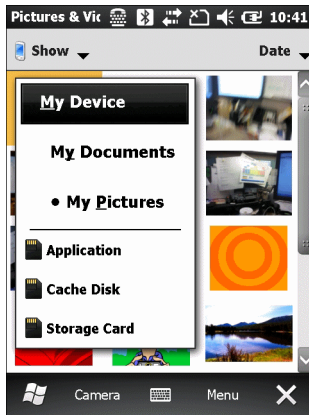 Pictures & Vic 10:41
Show Date
My Device
My Documents
• My Pictures
Application
Cache Disk
Storage Card
Camera Menu